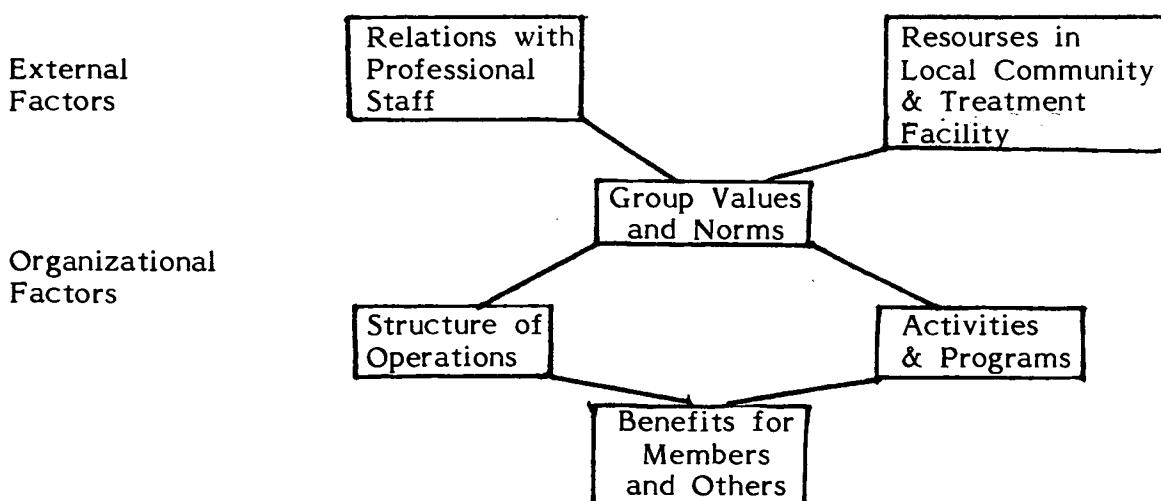 External
Factors
Relations with
Professional
Staff
Resourses in
Local Community
& Treatment
Facility
Group Values
and Norms
Organizational
Factors
Structure of
Operations
Activities
& Programs
Benefits for
Members
and Others